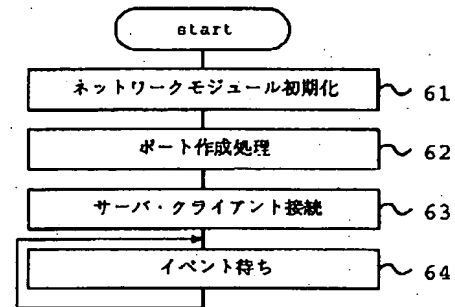 start
ネットワークモジュール初期化 61
ポート作成処理 62
サーバ・クライアント接続 63
イベント待ち 64